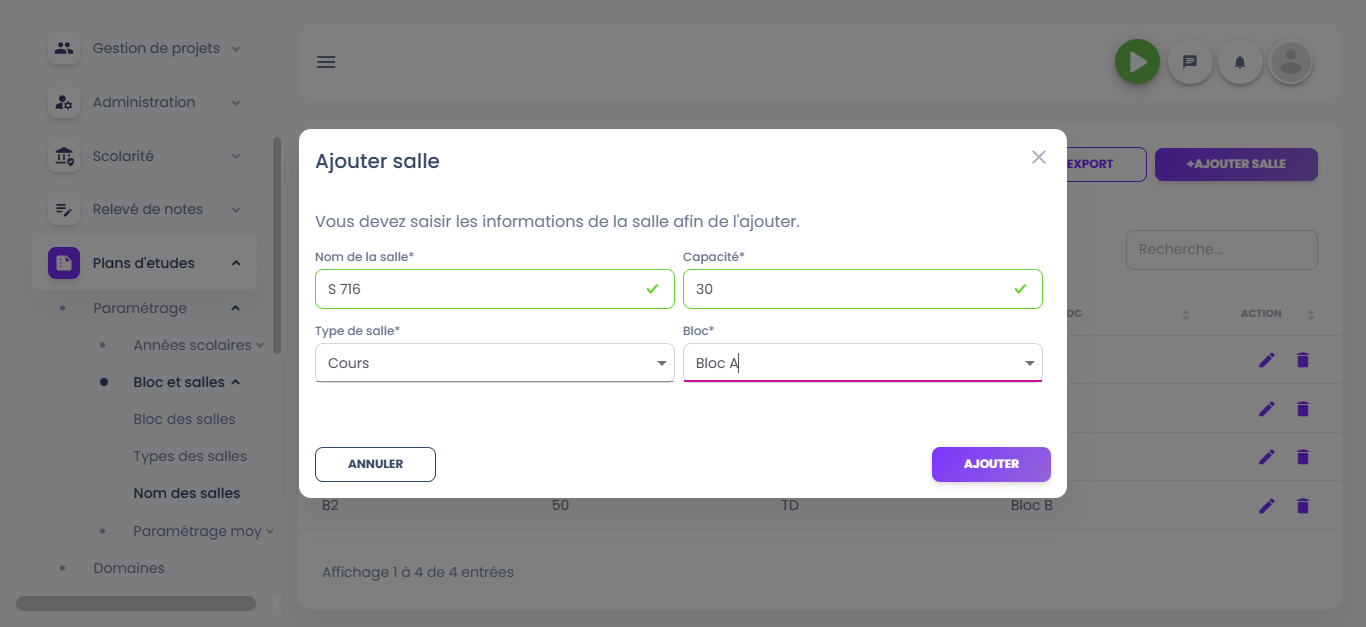 Gestion de projets
Administration
Scolarité
Relevé de notes
Plans d'etudes
Paramétrage
Années scolaires
Bloc et salles
Bloc des salles
Types des salles
Nom des salles
Paramétrage moy
Domaines
EXPORT
+AJOUTER SALLE
Recherche...
OC
ACTION
Ajouter salle
Vous devez saisir les informations de la salle afin de l'ajouter.
Nom de la salle* Capacité*
S 716 30
Type de salle* Bloc*
Cours Bloc A
ANNULER AJOUTER
B2 50 TD Bloc B
Affichage 1 à 4 de 4 entrées